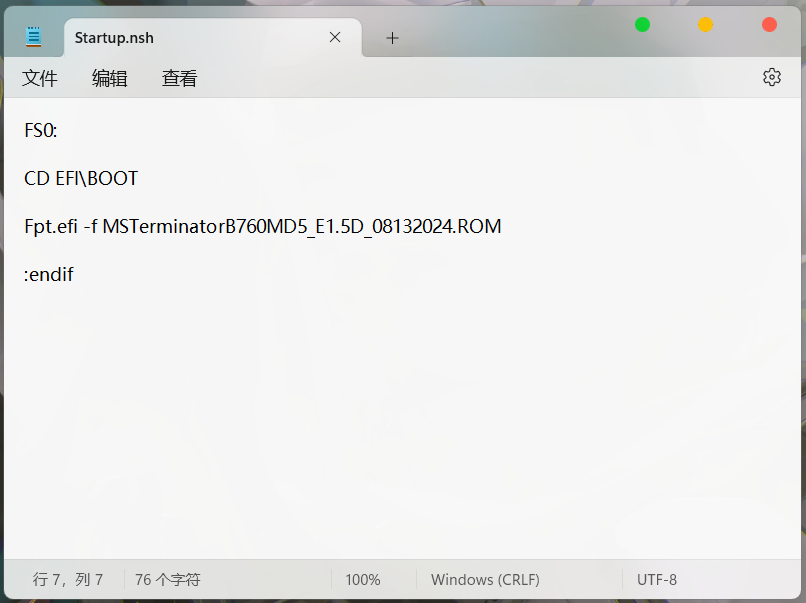 Startup.nsh
文件 编辑 查看
FS0:
CD EFI\BOOT
Fpt.efi -f MSTerminatorB760MD5_E1.5D_08132024.ROM
:endif
行 7，列 7 76 个字符 100% Windows (CRLF) UTF-8